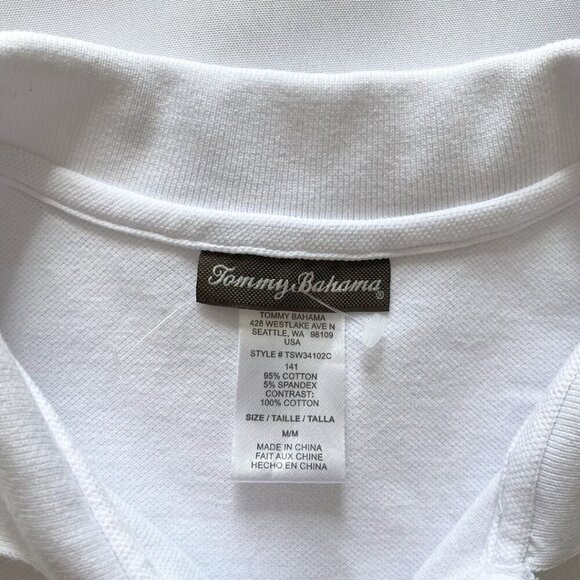 Tommy Bahama®
TOMMY BAHAMA
428 WESTLAKE AVE N
SEATTLE, WA 98109
USA
STYLE # TSW34102C
141
95% COTTON
5% SPANDEX
CONTRAST:
100% COTTON
SIZE / TAILLE / TALLA
M/M
MADE IN CHINA
FAIT AUX CHINE
HECHO EN CHINA